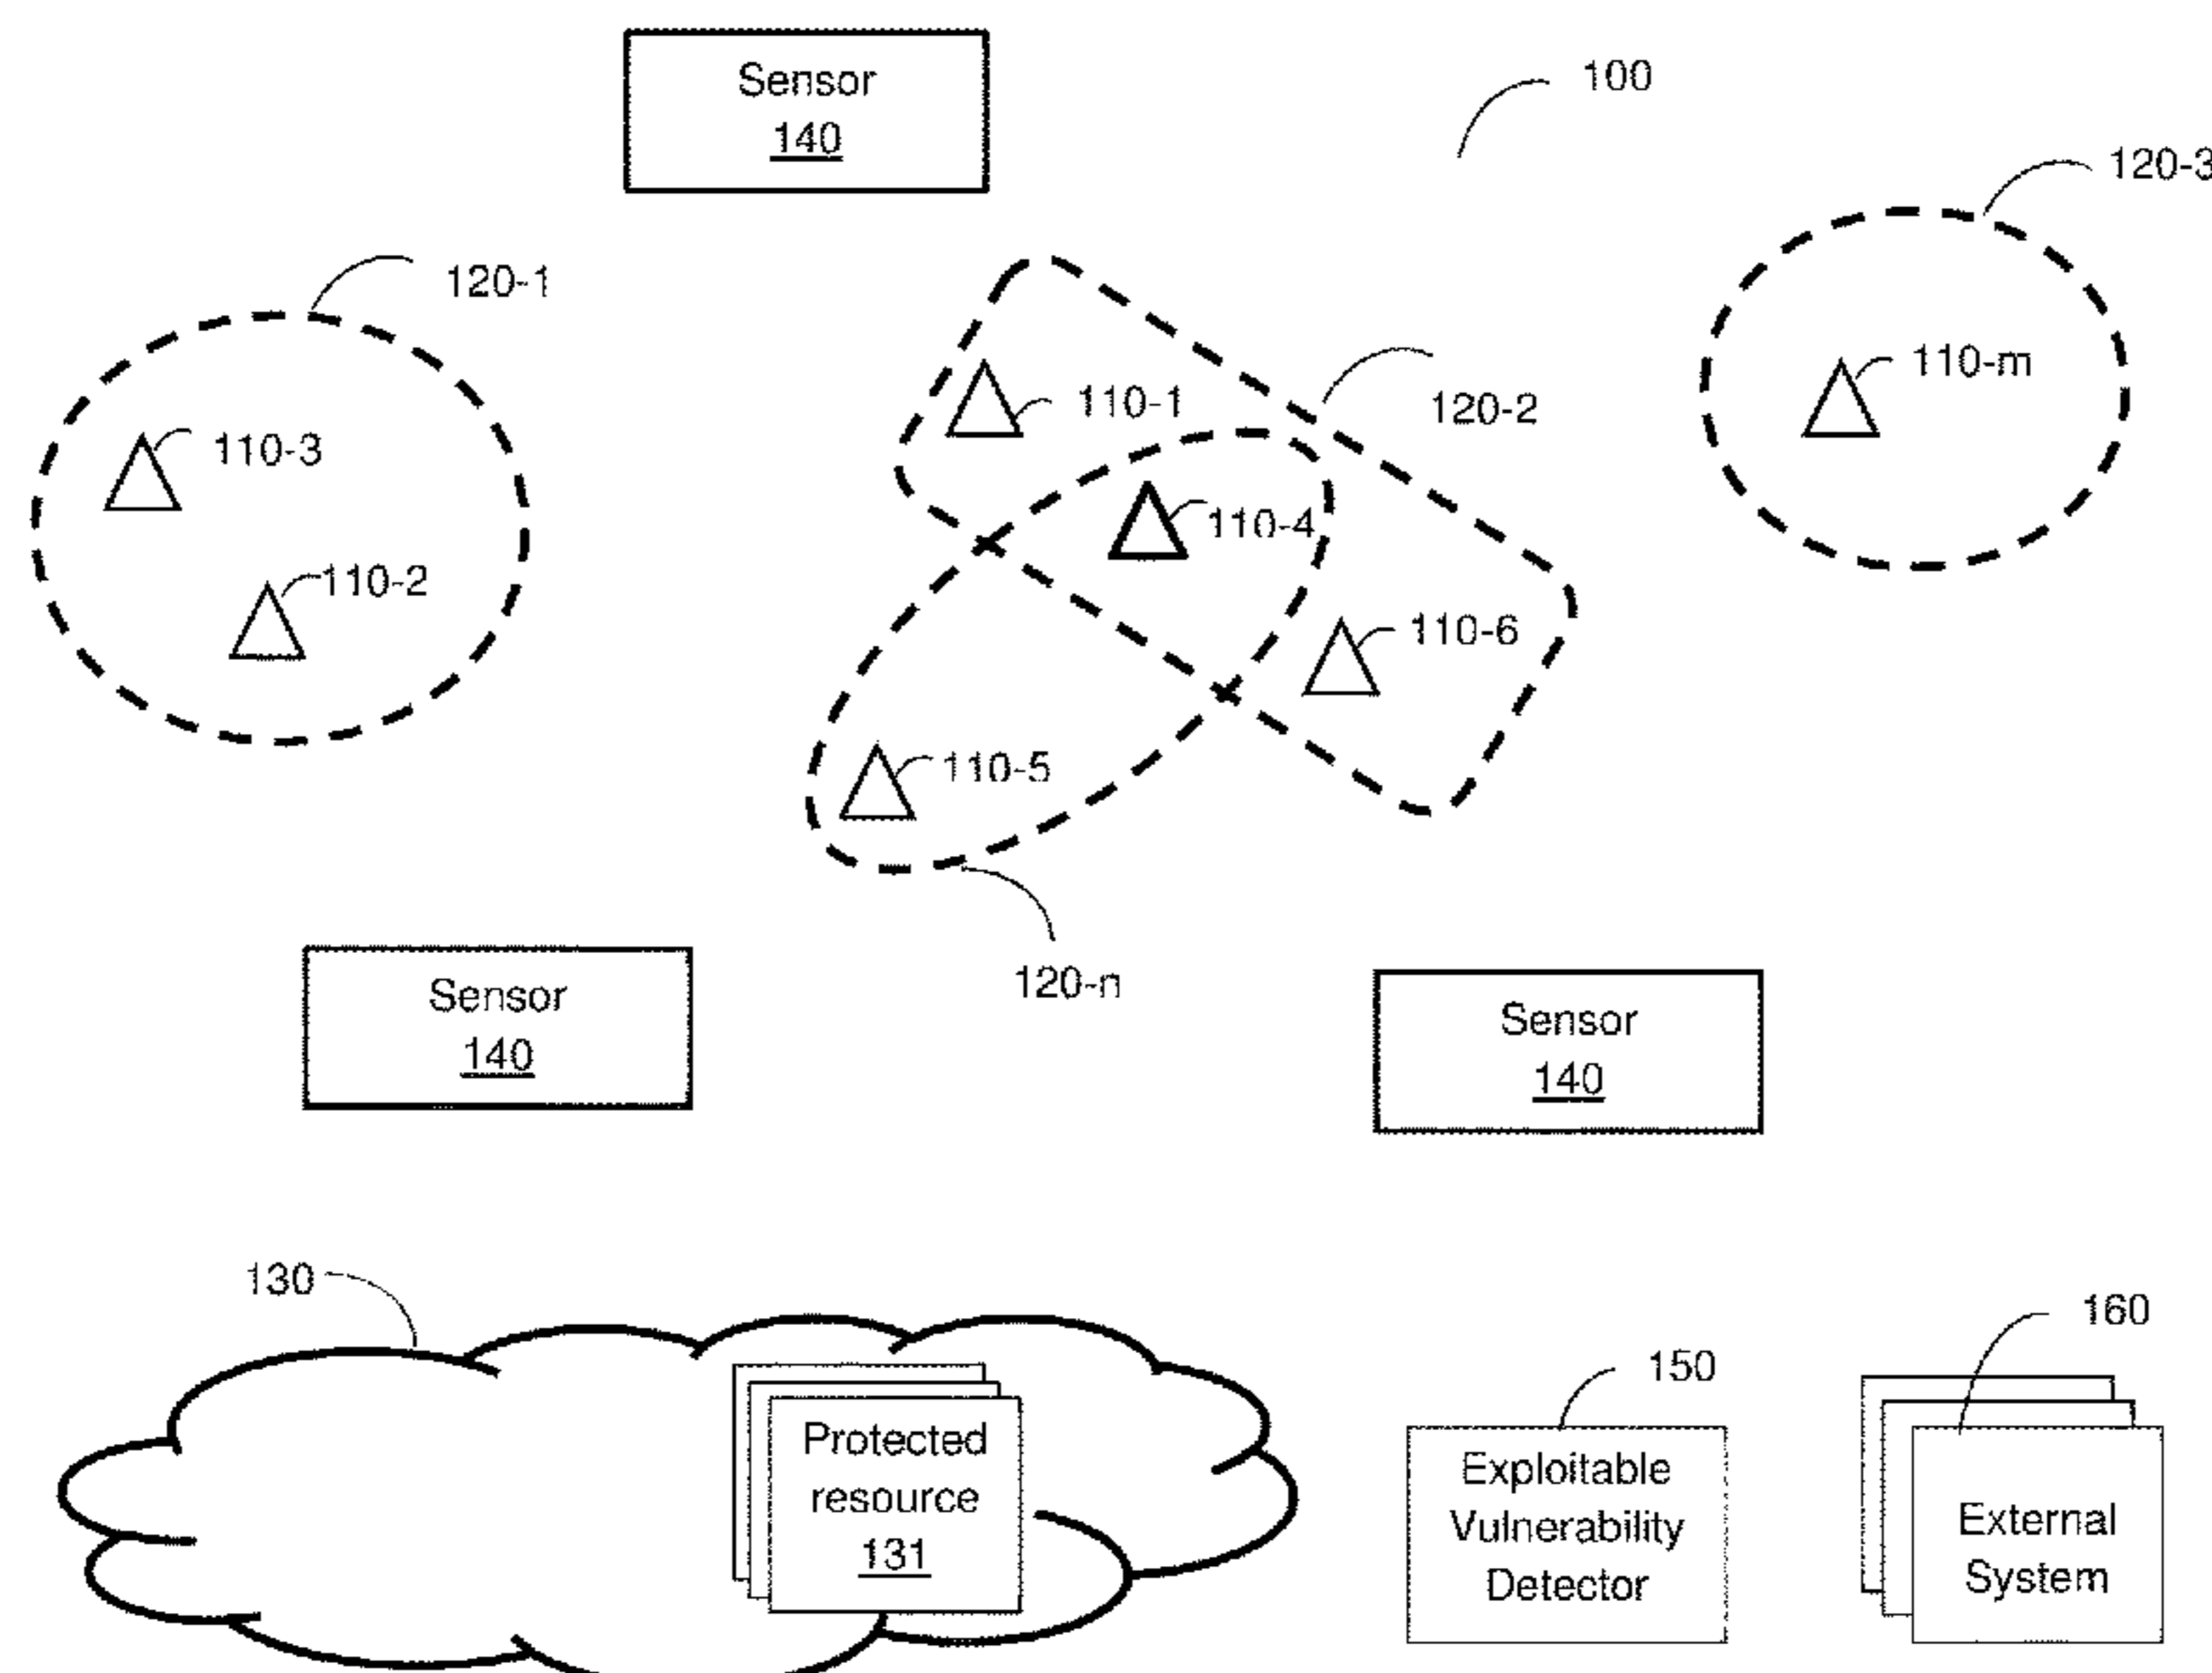 Sensor
140
100
120-3
120-1
110-1
120-2
110-m
110-3
110-4
110-2
110-6
110-5
120-n
Sensor
140
Sensor
140
130
160
150
Protected
resource
131
Exploitable
Vulnerability
Detector
External
System